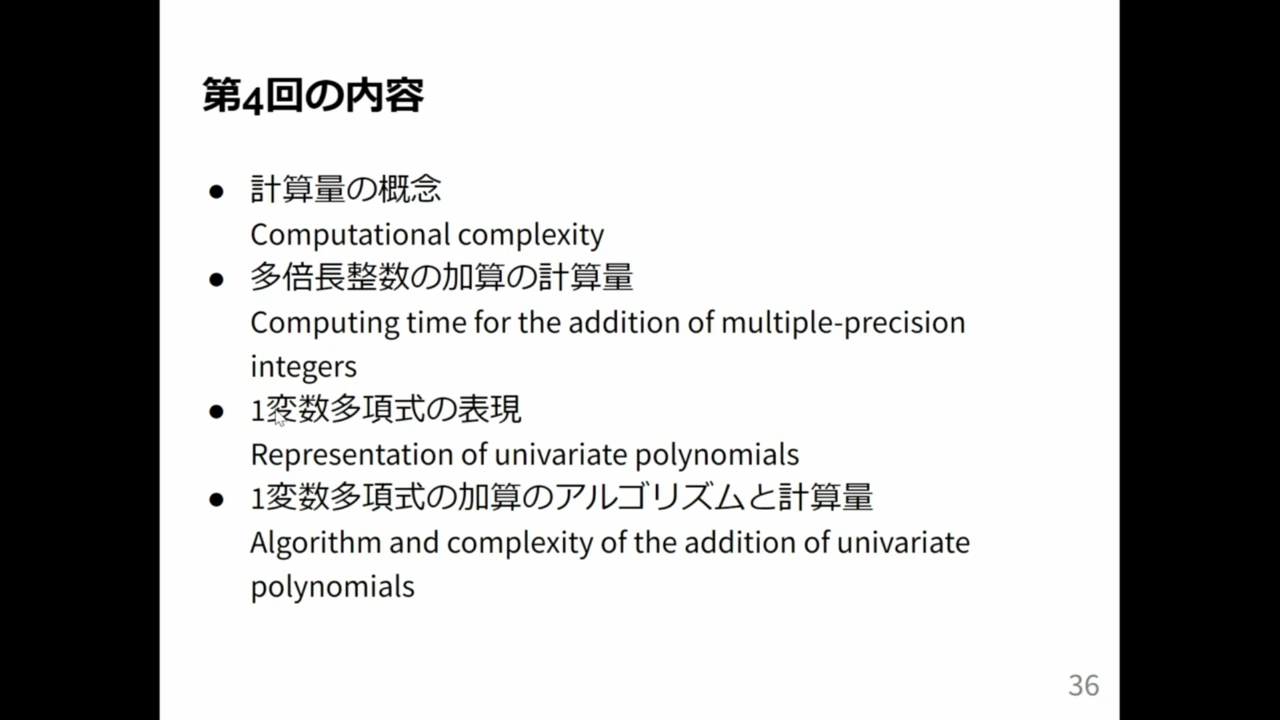 第4回の内容
● 計算量の概念
Computational complexity
● 多倍長整数の加算の計算量
Computing time for the addition of multiple-precision
integers
● 1変数多項式の表現
Representation of univariate polynomials
● 1変数多項式の加算のアルゴリズムと計算量
Algorithm and complexity of the addition of univariate
polynomials
36